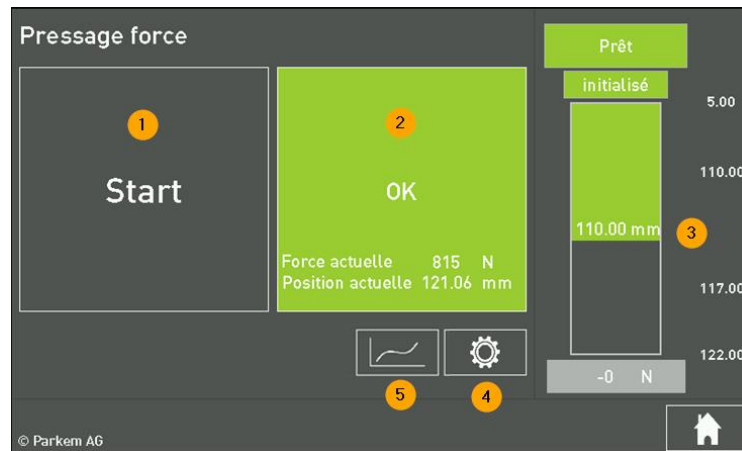 Pressage force
1
Start
2
OK
Force actuelle 815 N
Position actuelle 121.06 mm
5
4
Prêt
initialisé
5.00
110.00
110.00 mm
3
117.00
122.00
-0 N
© Parkem AG